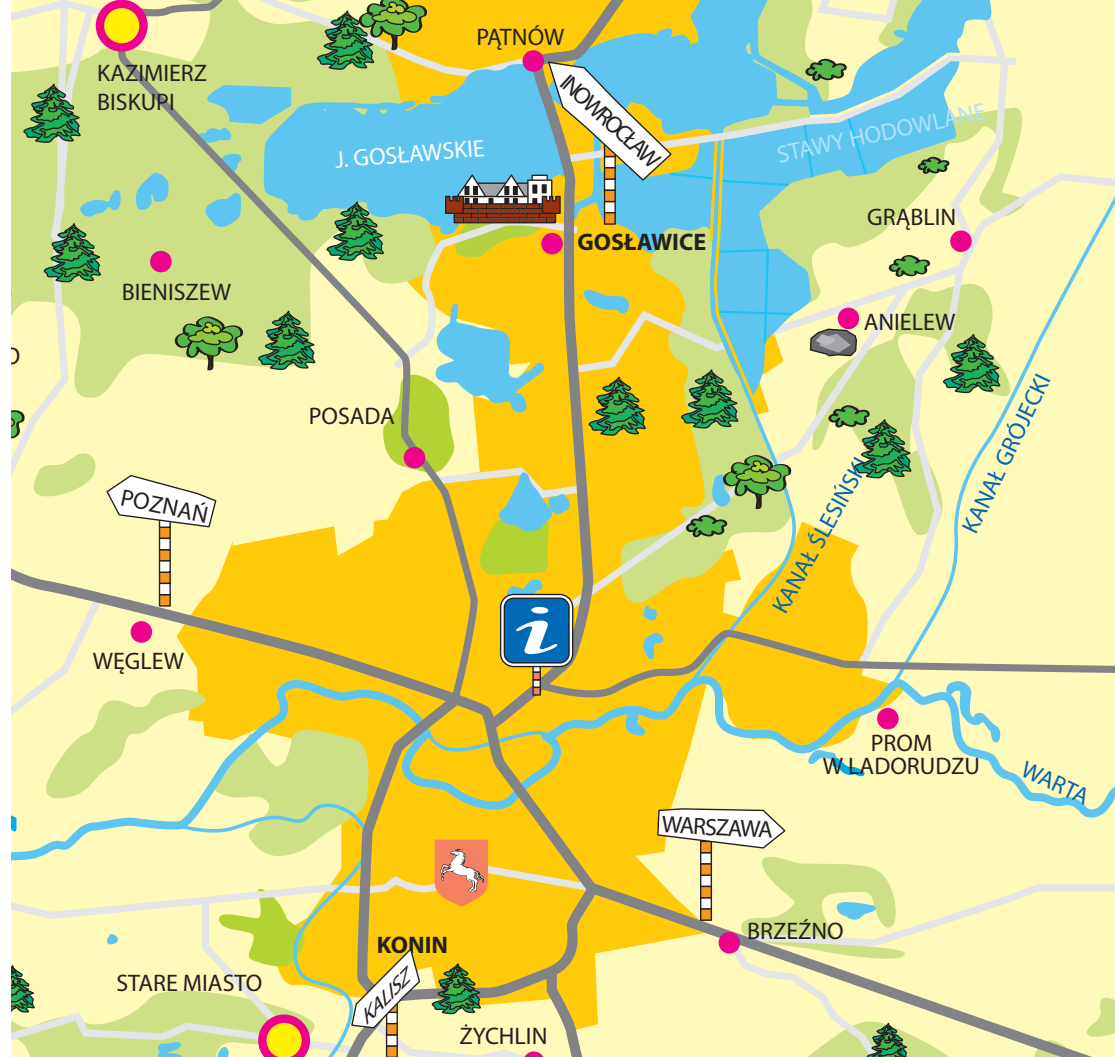 PĄTNÓW
KAZIMIERZ
BISKUPI
INOWROCŁAW
STAWY HODOWLANE
J. GOSŁAWSKIE
GRĄBLIN
GOSŁAWICE
BIENISZEW
ANIELEW
O
POSADA
KANAŁ GRÓJECKI
POZNAŃ
KANAŁ ŚLESIŃSKI
i
WĘGLEW
PROM
W LADORUDZU
WARTA
WARSZAWA
BRZEŹNO
KONIN
STARE MIASTO
KALISZ
ŻYCHLIN